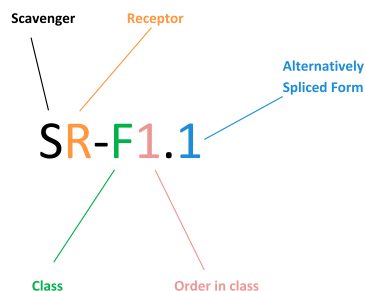 Scavenger
Receptor
Alternatively
Spliced Form
SR-F1.1
Class
Order in class